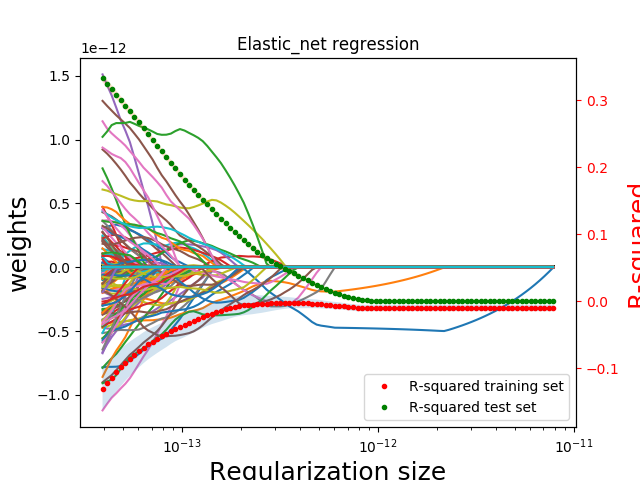 Elastic_net regression
1e−12
1.5
1.0
0.5
0.0
−0.5
−1.0
weights
0.3
0.2
0.1
0.0
−0.1
R-squared
R-squared training set
R-squared test set
10⁻¹³
10⁻¹²
10⁻¹¹
Regularization size